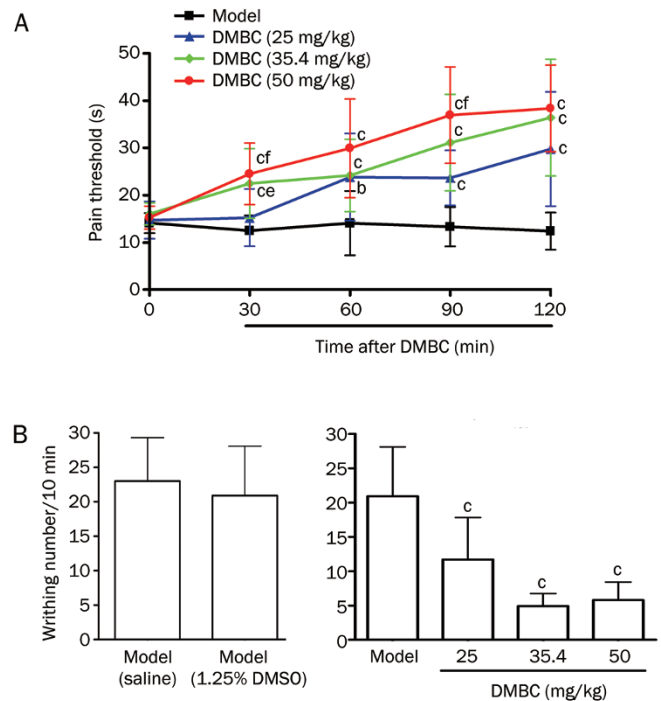 A
Model
DMBC (25 mg/kg)
DMBC (35.4 mg/kg)
DMBC (50 mg/kg)
Pain threshold (s)
50
40
30
20
10
0
cf
ce
c
c
b
cf
c
c
c
c
c
0 30 60 90 120
Time after DMBC (min)
B
Writhing number/10 min
30
25
20
15
10
5
0
Model
(saline)
Model
(1.25% DMSO)
30
25
20
15
10
5
0
c
c
c
Model 25 35.4 50
DMBC (mg/kg)